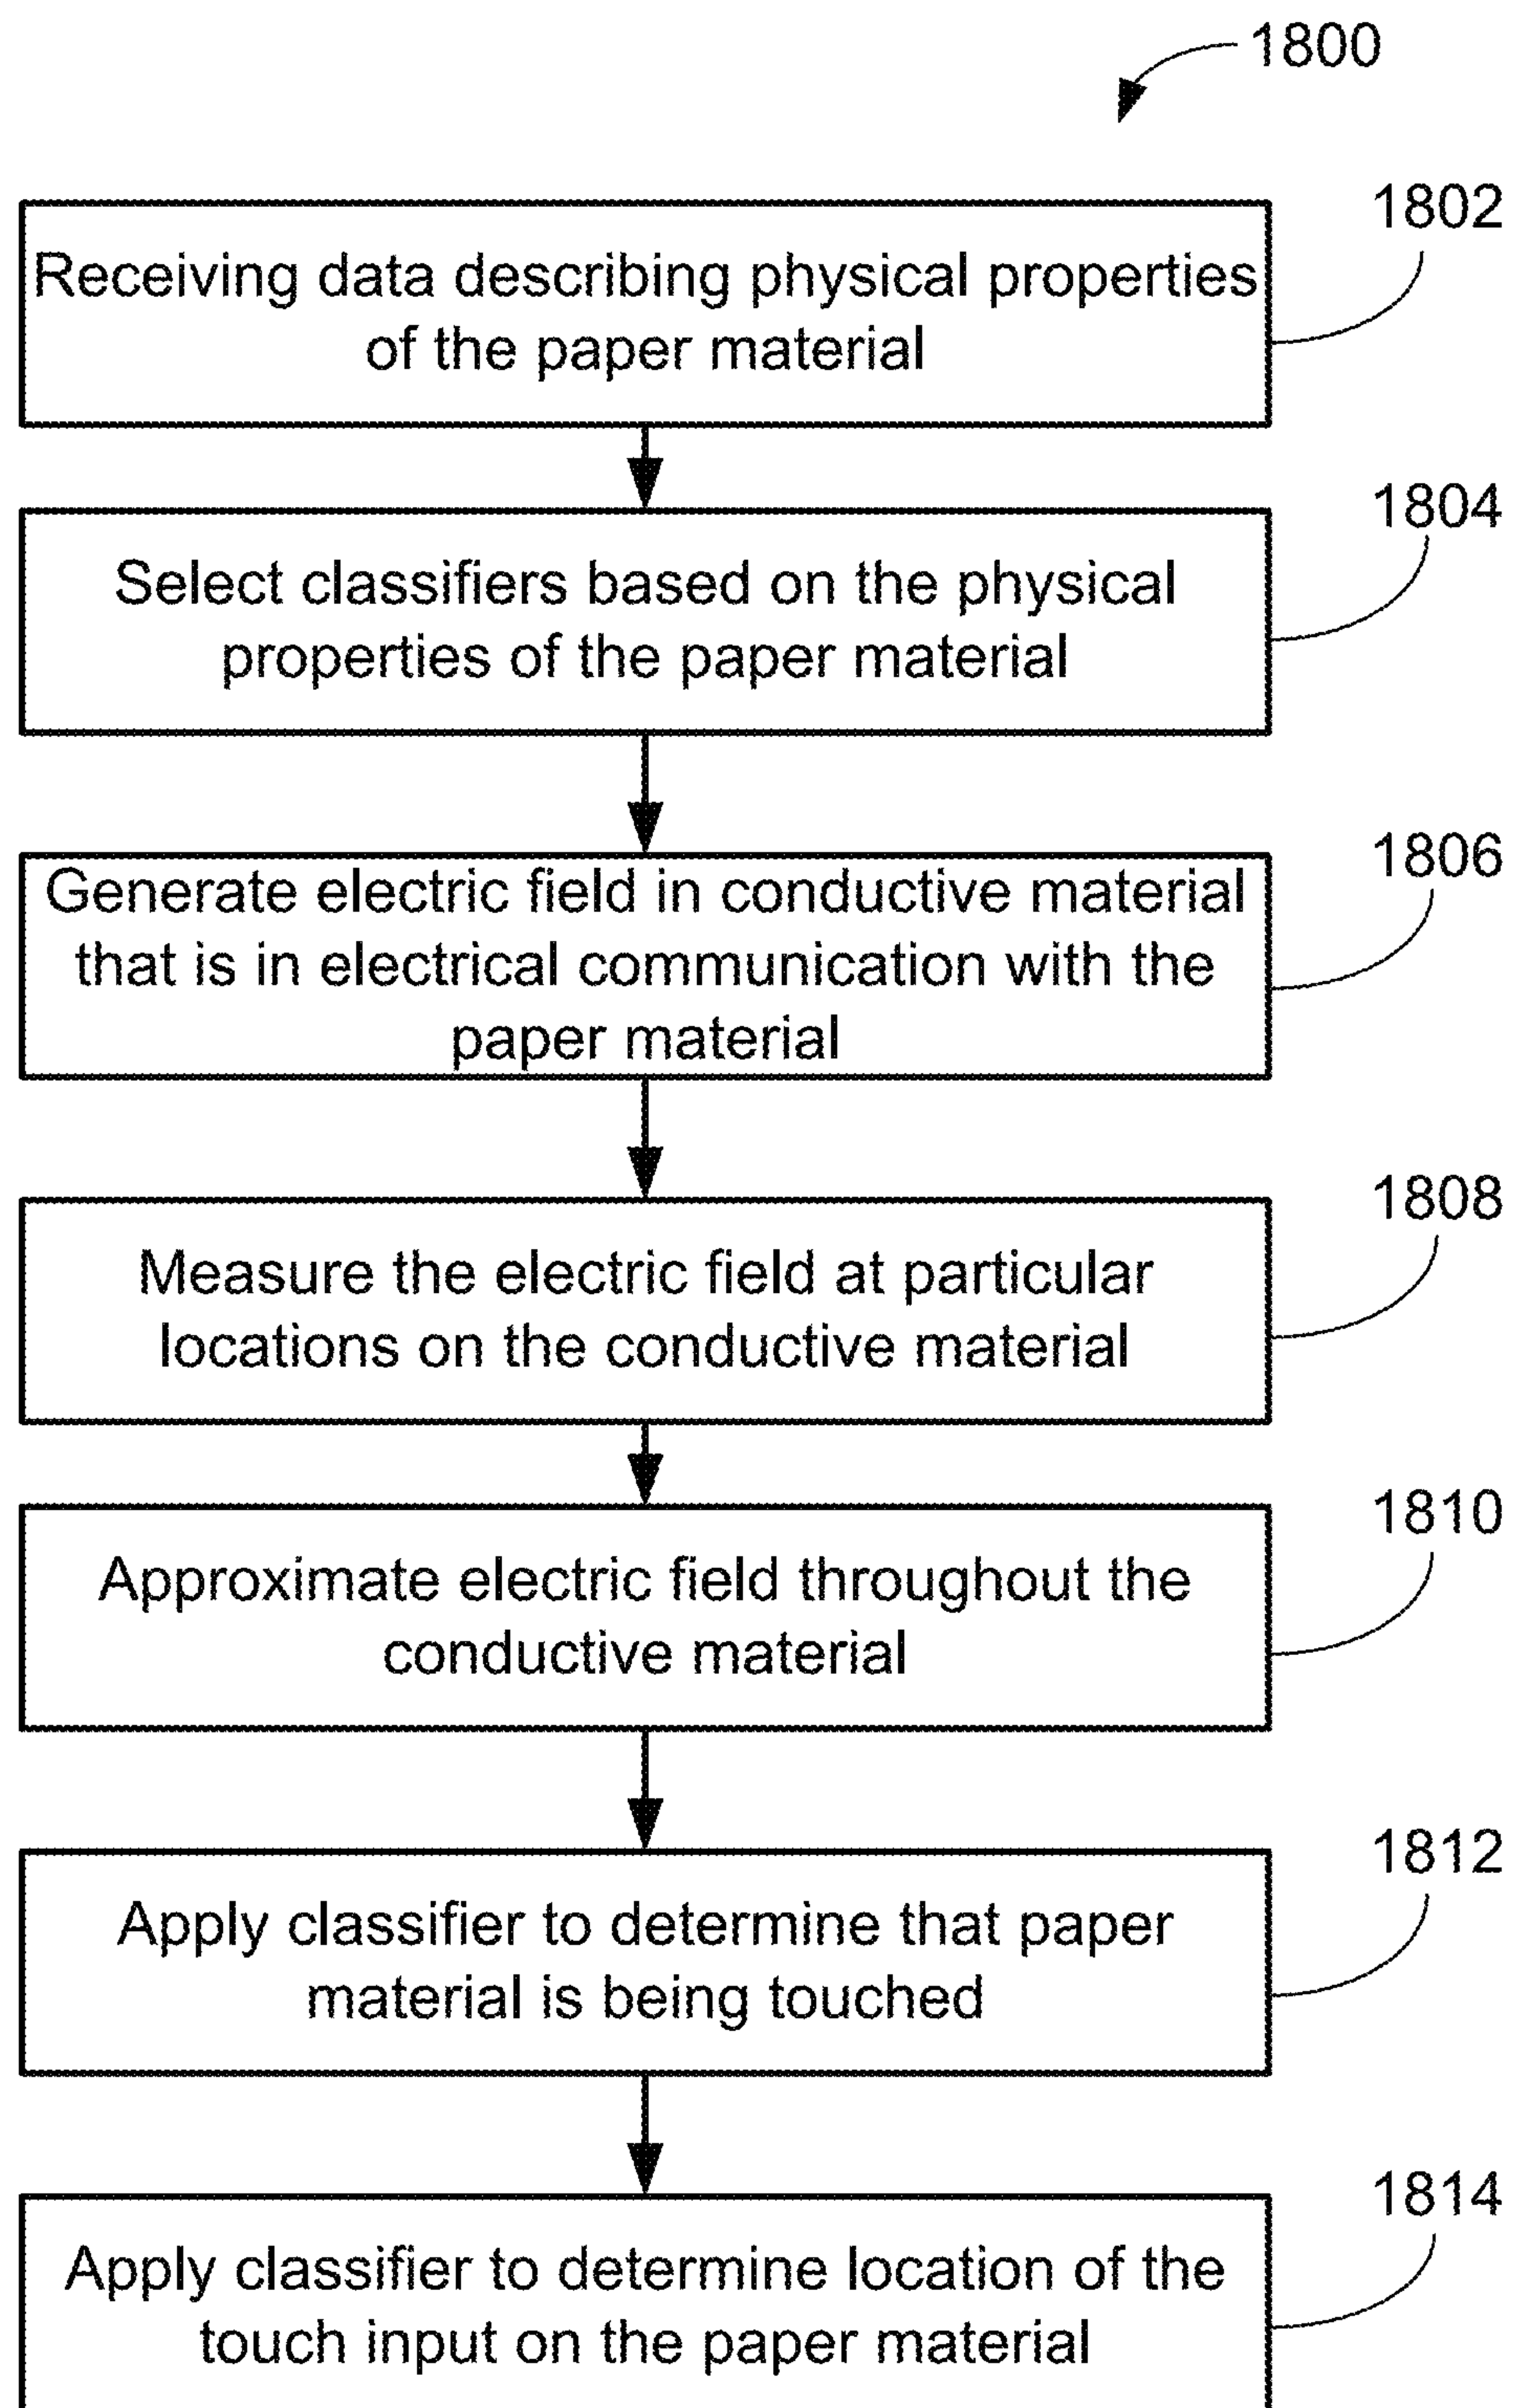 1800
1802
Receiving data describing physical properties
of the paper material
1804
Select classifiers based on the physical
properties of the paper material
1806
Generate electric field in conductive material
that is in electrical communication with the
paper material
1808
Measure the electric field at particular
locations on the conductive material
1810
Approximate electric field throughout the
conductive material
1812
Apply classifier to determine that paper
material is being touched
1814
Apply classifier to determine location of the
touch input on the paper material